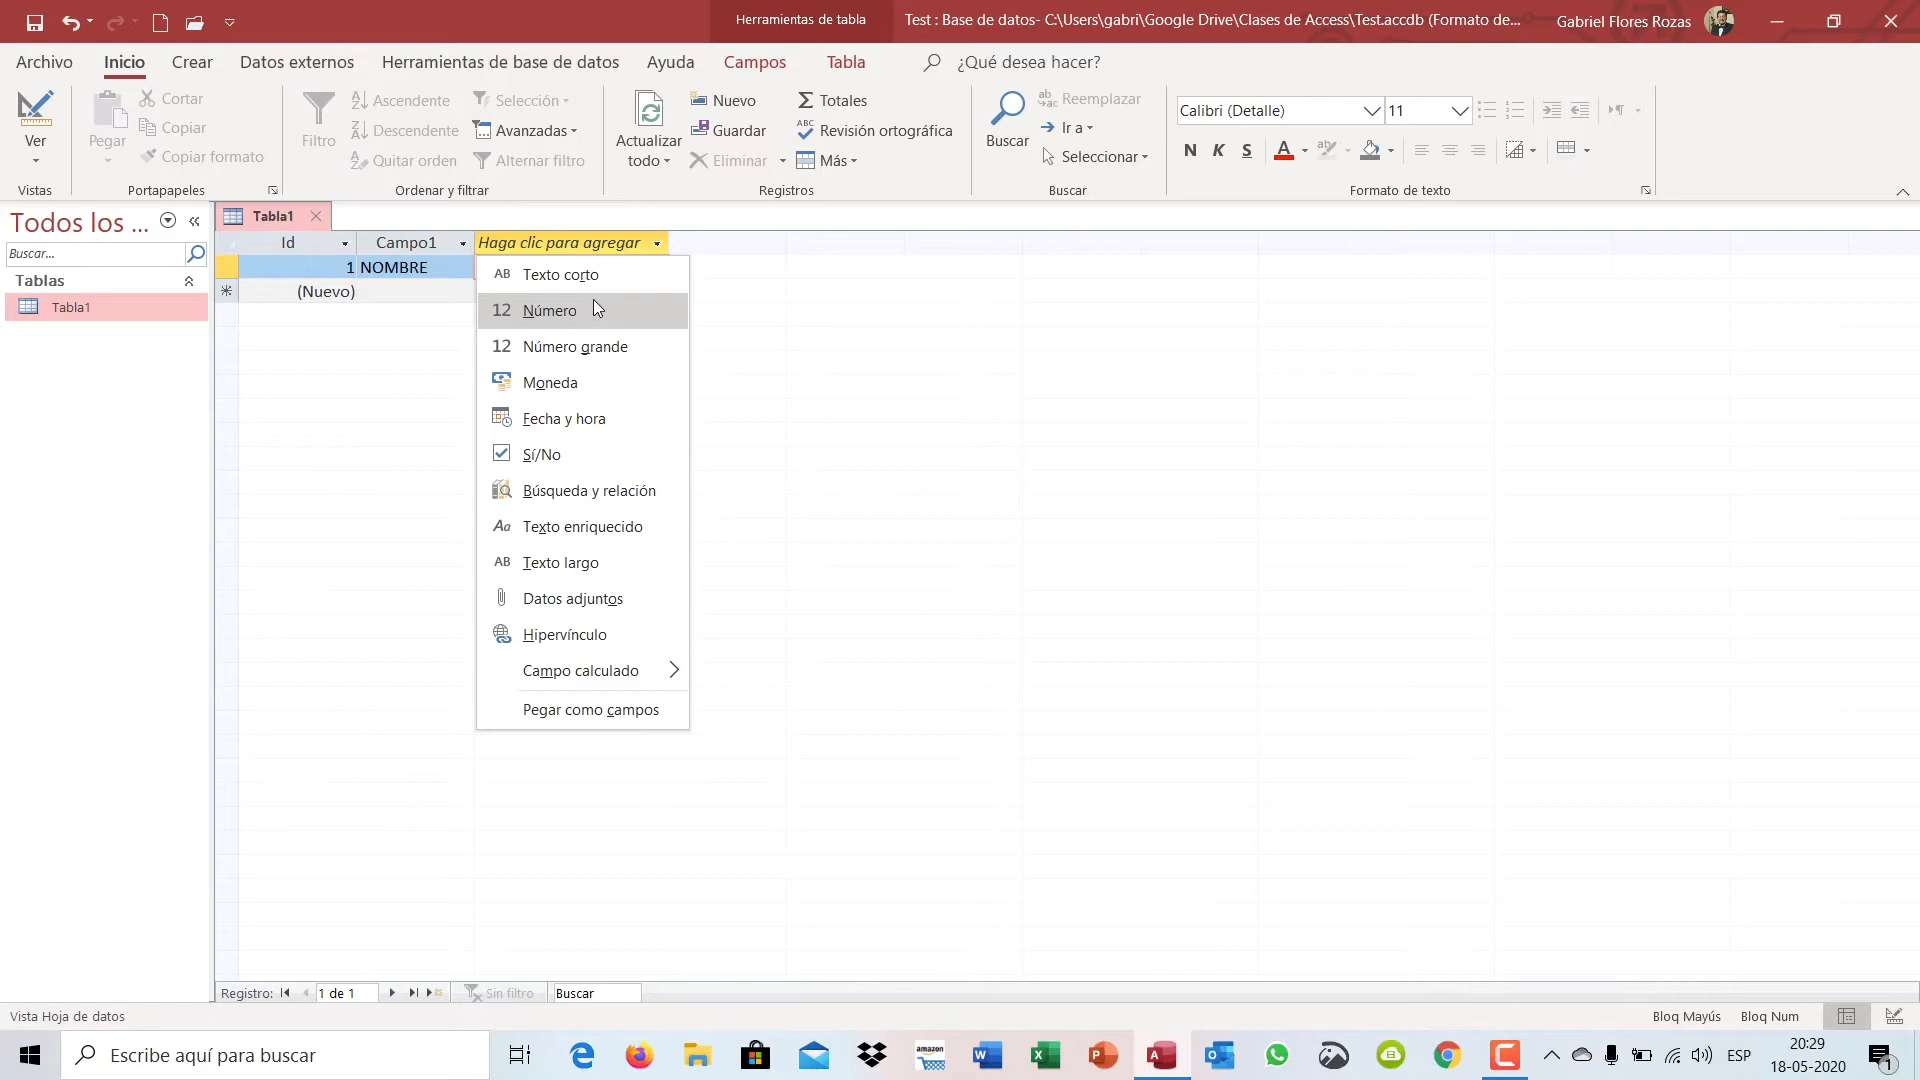 Herramientas de tabla
Test : Base de datos- C:\Users\gabri\Google Drive\Clases de Access\Test.accdb (Formato de...
Gabriel Flores Rozas
Archivo
Inicio
Crear
Datos externos
Herramientas de base de datos
Ayuda
Campos
Tabla
¿Qué desea hacer?
Ver
Pegar
Cortar
Copiar
Copiar formato
Filtro
Ascendente
Descendente
Quitar orden
Selección
Avanzadas
Alternar filtro
Actualizar
todo
Nuevo
Guardar
Eliminar
Totales
Revisión ortográfica
Más
Buscar
Reemplazar
Ir a
Seleccionar
Calibri (Detalle)
11
N K S
Vistas
Portapapeles
Ordenar y filtrar
Registros
Buscar
Formato de texto
Todos los ...
Buscar...
Tablas
Tabla1
Tabla1
Id
Campo1
Haga clic para agregar
1 NOMBRE
(Nuevo)
AB Texto corto
12 Número
12 Número grande
Moneda
Fecha y hora
Sí/No
Búsqueda y relación
Aa Texto enriquecido
AB Texto largo
Datos adjuntos
Hipervínculo
Campo calculado
Pegar como campos
Registro:
1 de 1
Sin filtro
Buscar
Vista Hoja de datos
Bloq Mayús
Bloq Num
Escribe aquí para buscar
amazon
ESP
20:29
18-05-2020
1